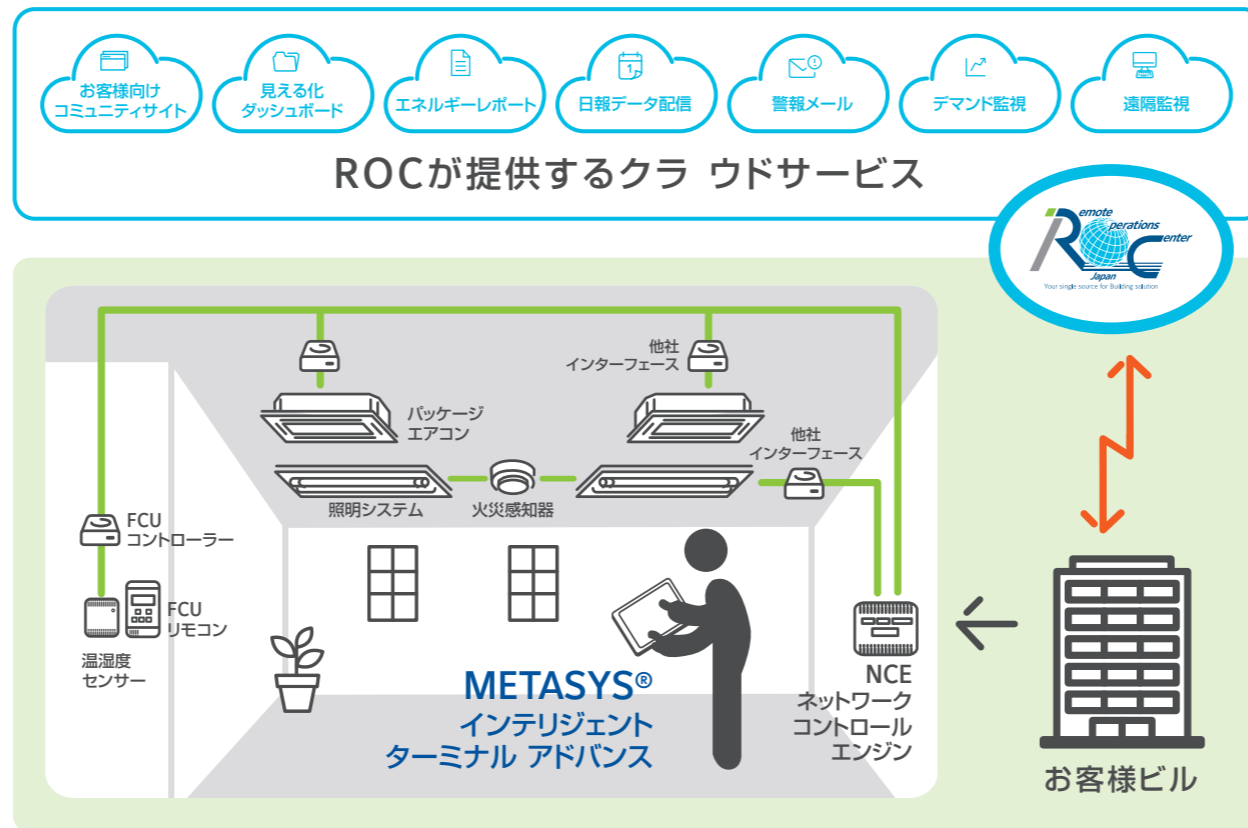 お客様向け
コミュニティサイト
見える化
ダッシュボード
エネルギーレポート
1
日報データ配信
警報メール
デマンド監視
遠隔監視
ROCが提供するクラ ウドサービス
iROC
Remote
Operations
Center
Japan
Your single source for Building solution
他社
インターフェース
パッケージ
エアコン
他社
インターフェース
照明システム
火災感知器
FCU
コントローラー
FCU
リモコン
温湿度
センサー
METASYS®
インテリジェント
ターミナル アドバンス
NCE
ネットワーク
コントロール
エンジン
お客様ビル